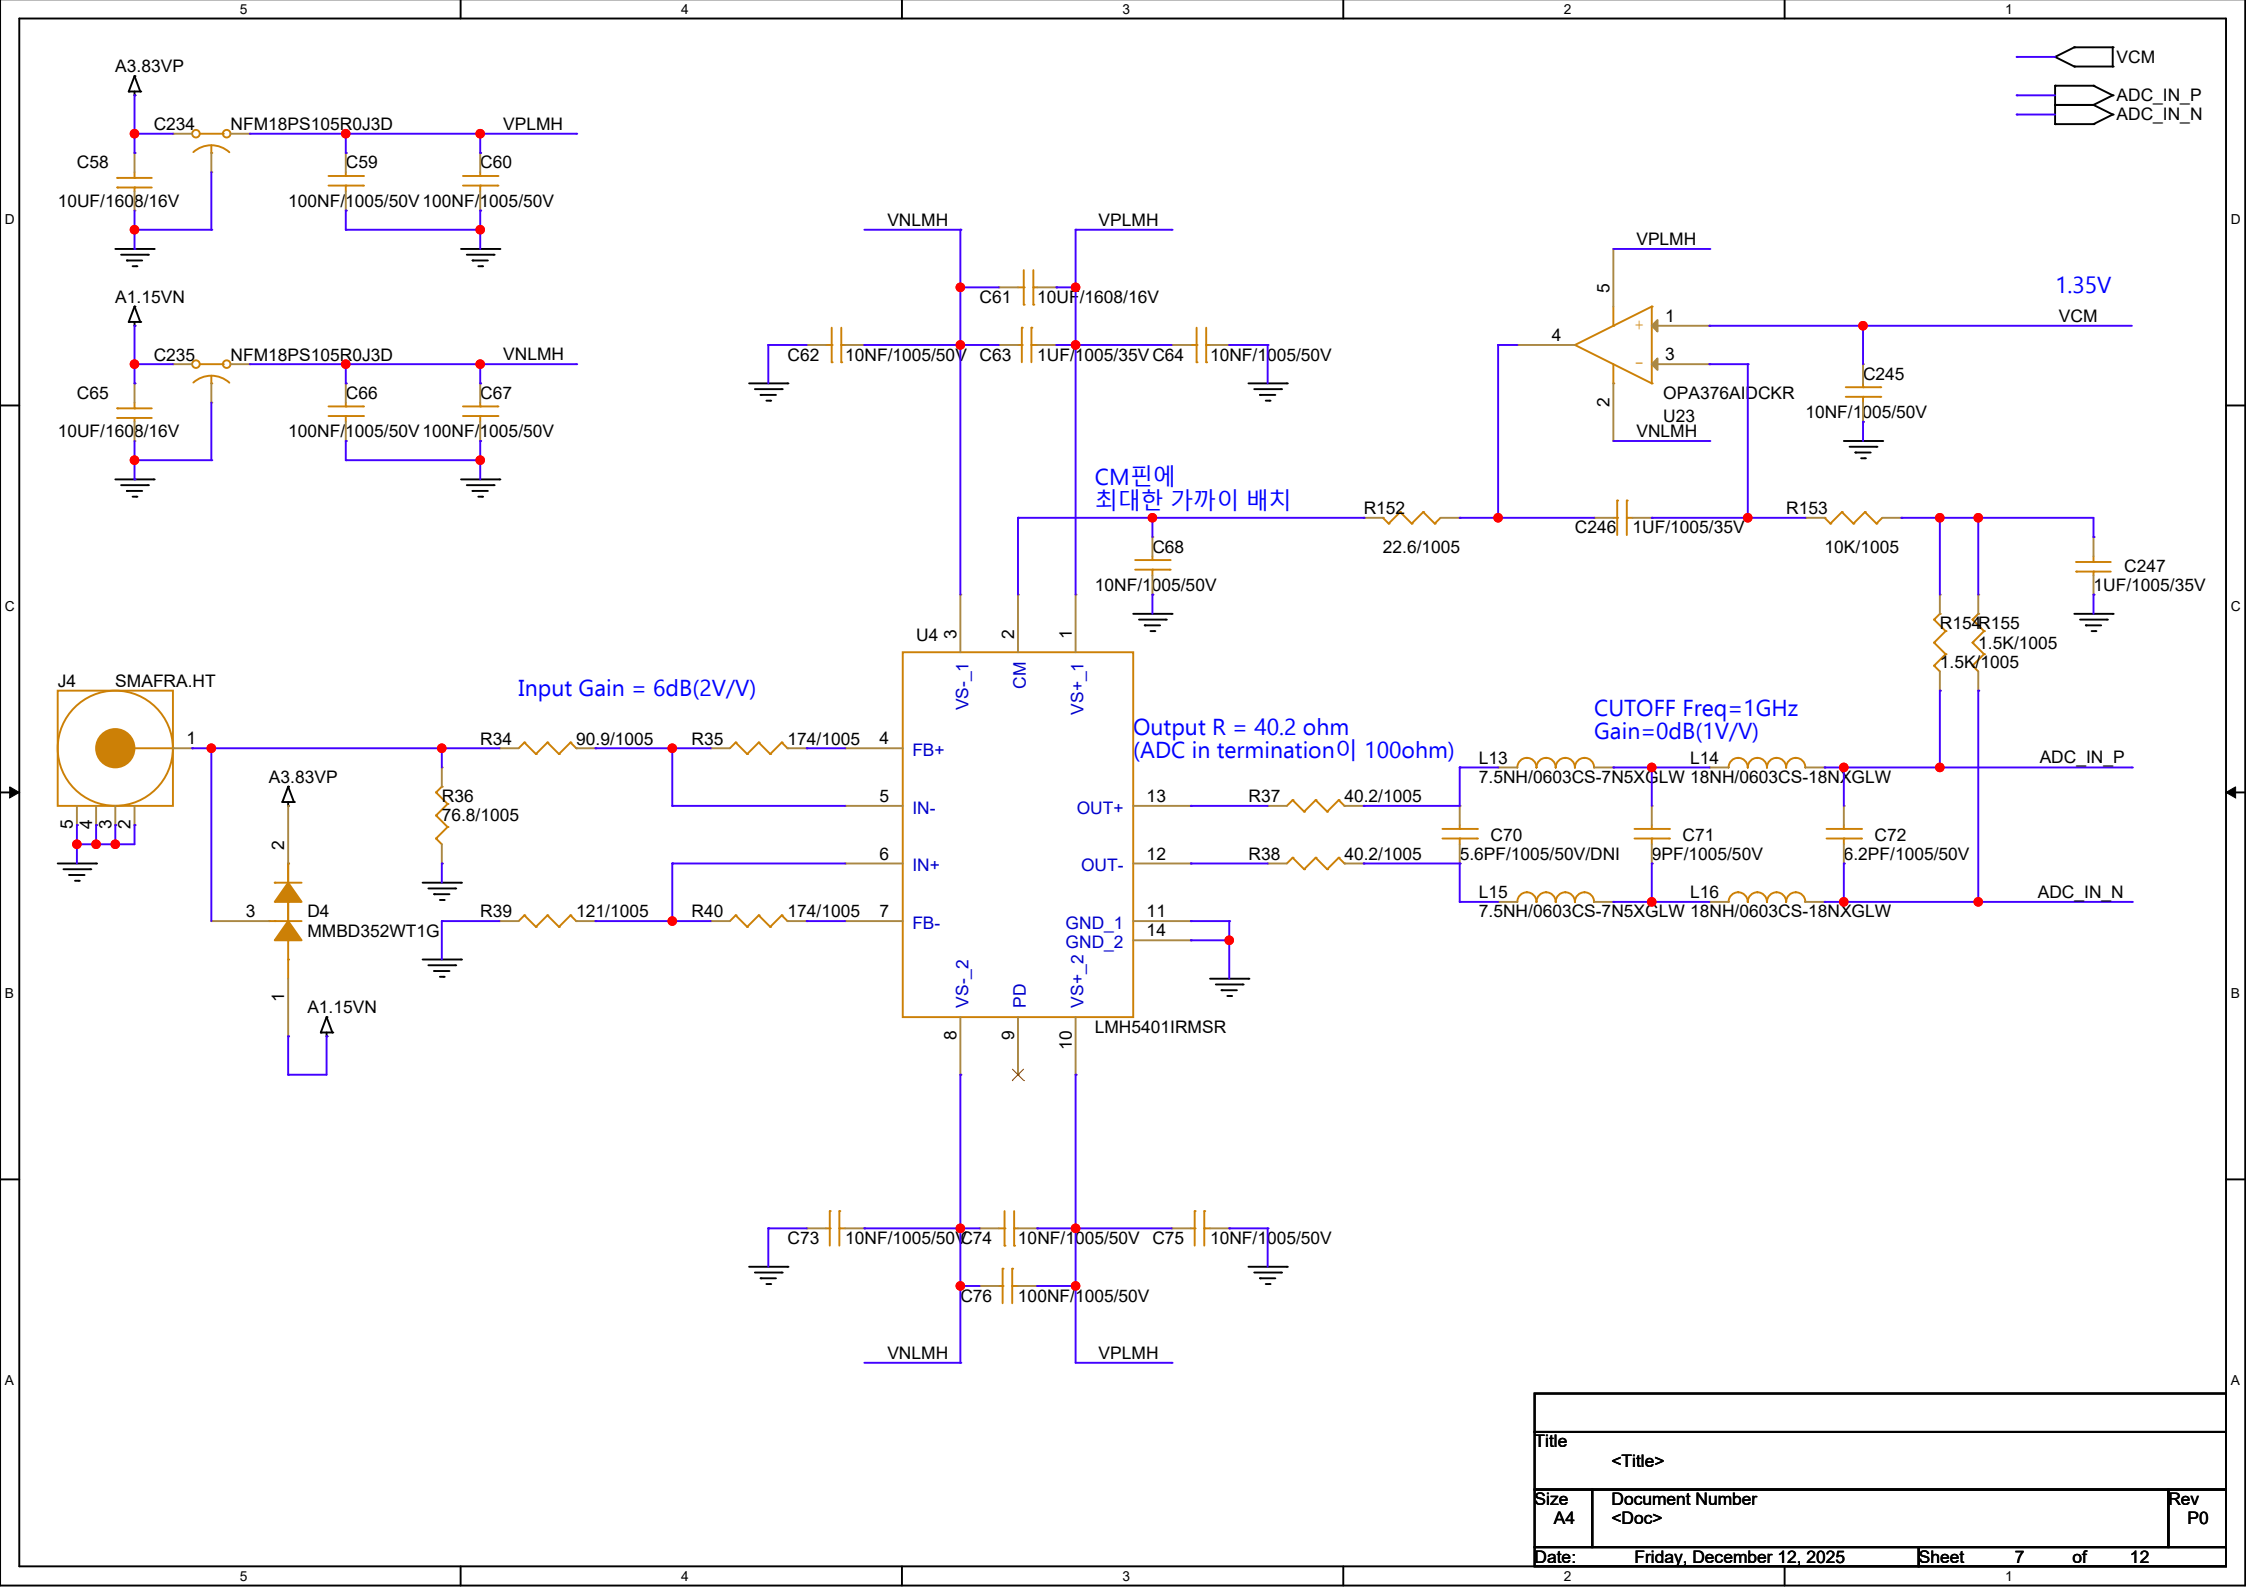 5 4 3 2 1
A3.83VP
C234 NFM18PS105R0J3D VPLMH
C58
10UF/1608/16V
C59
100NF/1005/50V
C60
100NF/1005/50V
A1.15VN
C235 NFM18PS105R0J3D VNLMH
C65
10UF/1608/16V
C66
100NF/1005/50V
C67
100NF/1005/50V
VCM
ADC_IN_P
ADC_IN_N
D
D
VNLMH
VPLMH
C61 10UF/1608/16V
C62 10NF/1005/50V
C63 1UF/1005/35V
C64 10NF/1005/50V
VPLMH
5
1.35V
VCM
4
+ 1
- 3
2
OPA376AIDCKR
U23
VNLMH
C245
10NF/1005/50V
CM핀에
최대한 가까이 배치
C68
10NF/1005/50V
R152
22.6/1005
C246 1UF/1005/35V
R153
10K/1005
C247
1UF/1005/35V
R154
1.5K/1005
R155
1.5K/1005
C
C
U4 3 2 1
VS-_1 CM VS+_1
J4 SMAFRA.HT
1
5 4 3 2
Input Gain = 6dB(2V/V)
R34 90.9/1005 R35 174/1005 4 FB+
R36
76.8/1005
5 IN-
6 IN+
R39 121/1005 R40 174/1005 7 FB-
A3.83VP
2
3
D4
MMBD352WT1G
1
A1.15VN
Output R = 40.2 ohm
(ADC in termination이 100ohm)
OUT+ 13 R37 40.2/1005
OUT- 12 R38 40.2/1005
GND_1 11
GND_2 14
VS-_2 PD VS+_2
8 9 10
LMH5401IRMSR
CUTOFF Freq=1GHz
Gain=0dB(1V/V)
L13
7.5NH/0603CS-7N5XGLW
L14
18NH/0603CS-18NXGLW
ADC_IN_P
C70
5.6PF/1005/50V/DNI
C71
9PF/1005/50V
C72
6.2PF/1005/50V
L15
7.5NH/0603CS-7N5XGLW
L16
18NH/0603CS-18NXGLW
ADC_IN_N
B
B
C73 10NF/1005/50V
C74 10NF/1005/50V
C75 10NF/1005/50V
C76 100NF/1005/50V
VNLMH
VPLMH
A
A
Title
<Title>
Size
A4
Document Number
<Doc>
Rev
P0
Date: Friday, December 12, 2025 Sheet 7 of 12
5 4 3 2 1